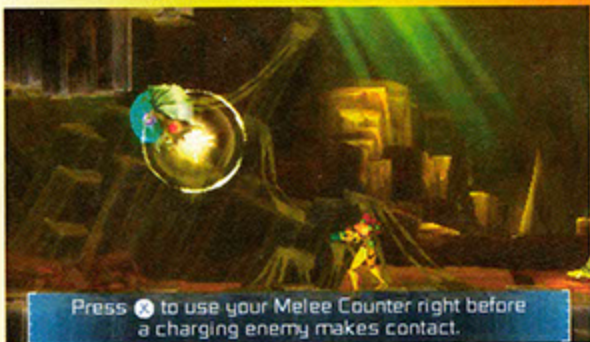 Press Ⓧ to use your Melee Counter right before
a charging enemy makes contact.